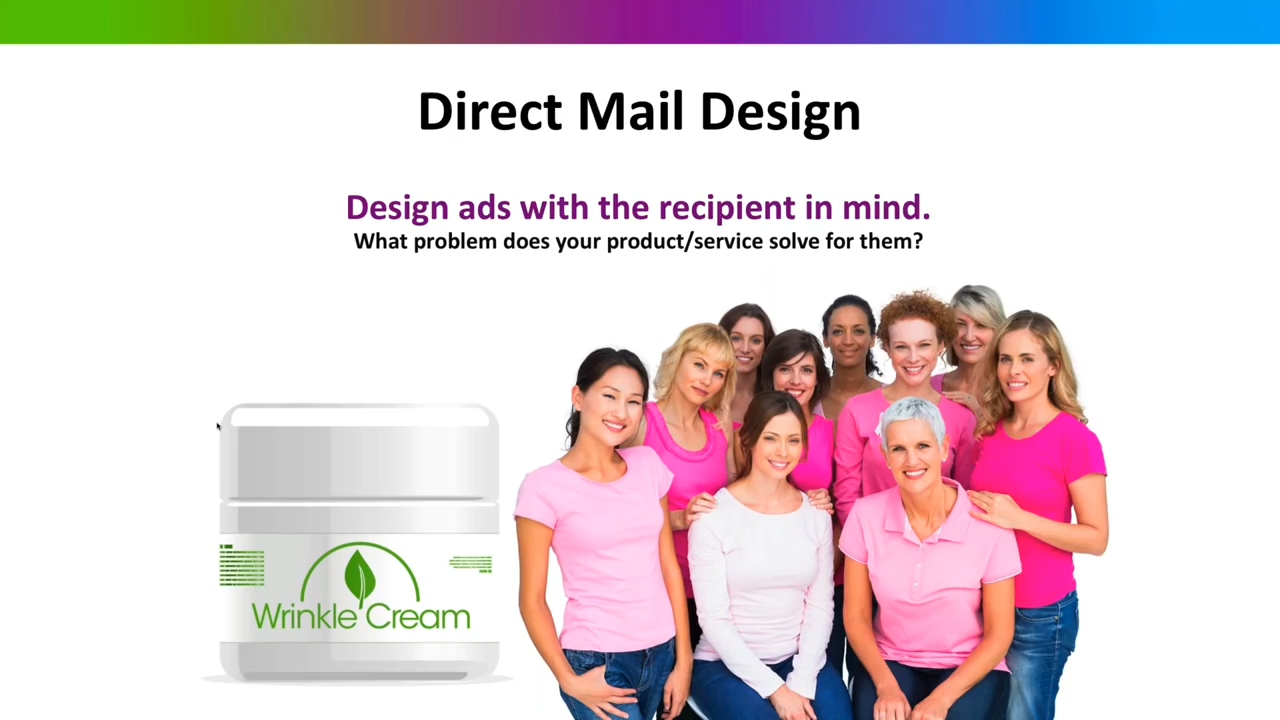 Direct Mail Design
Design ads with the recipient in mind.
What problem does your product/service solve for them?
Wrinkle Cream